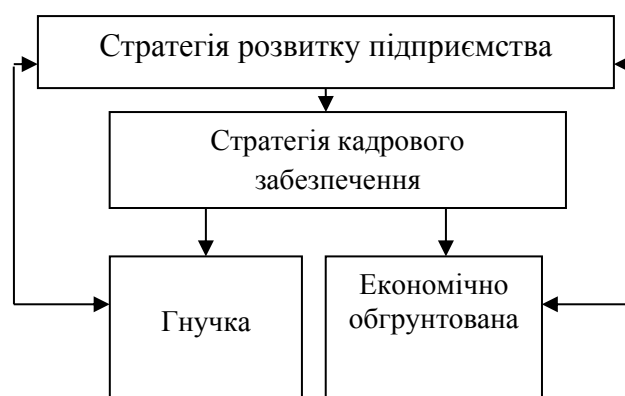 Стратегія розвитку підприємства
Стратегія кадрового
забезпечення
Гнучка
Економічно
обгрунтована